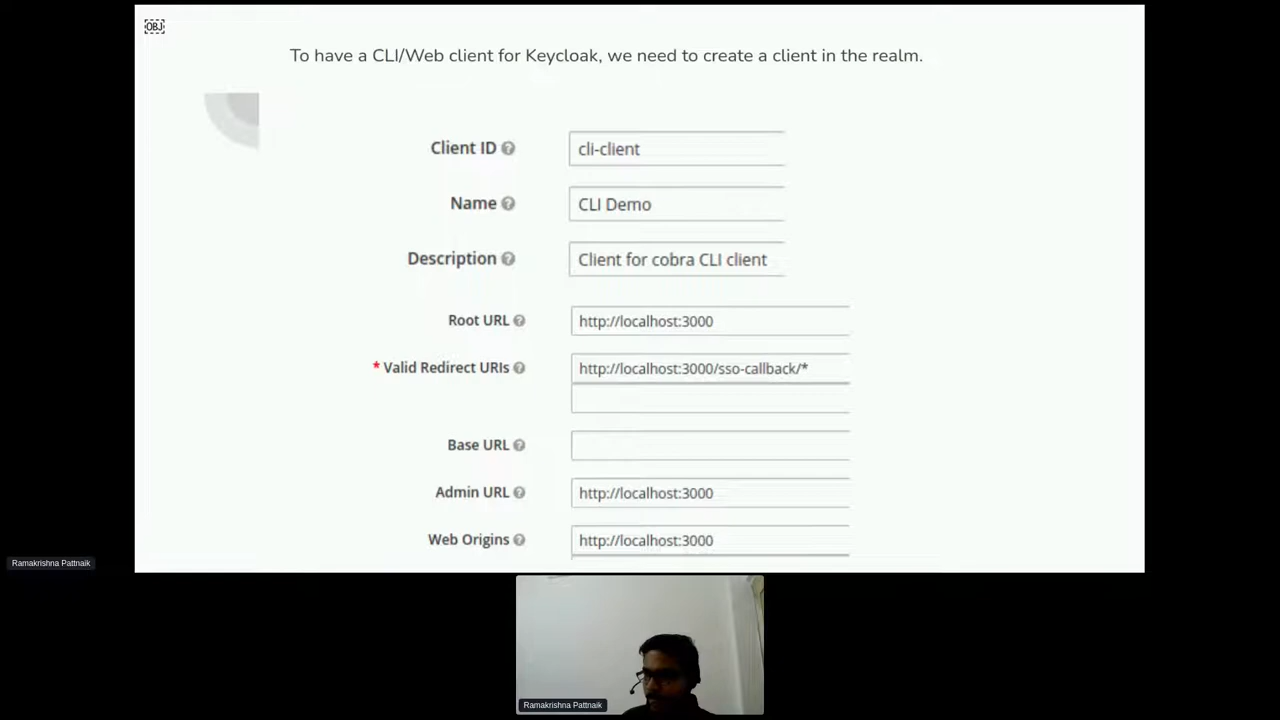 OBJ
To have a CLI/Web client for Keycloak, we need to create a client in the realm.
Client ID
cli-client
Name
CLI Demo
Description
Client for cobra CLI client
Root URL
http://localhost:3000
* Valid Redirect URIs
http://localhost:3000/sso-callback/*
Base URL
Admin URL
http://localhost:3000
Web Origins
http://localhost:3000
Ramakrishna Pattnaik
Ramakrishna Pattnaik